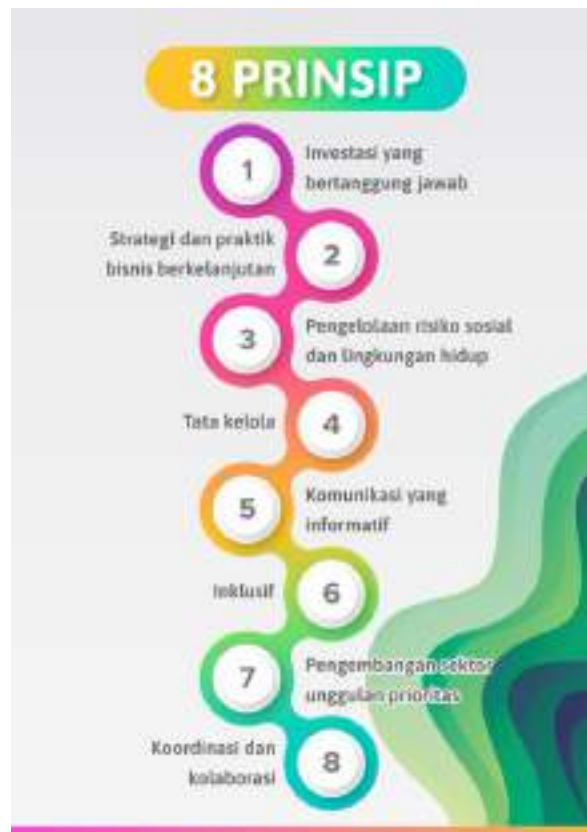 8 PRINSIP
1
Investasi yang
bertanggung jawab
Strategi dan praktik
bisnis berkelanjutan
2
3
Pengelolaan risiko sosial
dan lingkungan hidup
Tata kelola
4
5
Komunikasi yang
informatif
Inklusif
6
7
Pengembangan sektor
unggulan prioritas
Koordinasi dan
kolaborasi
8